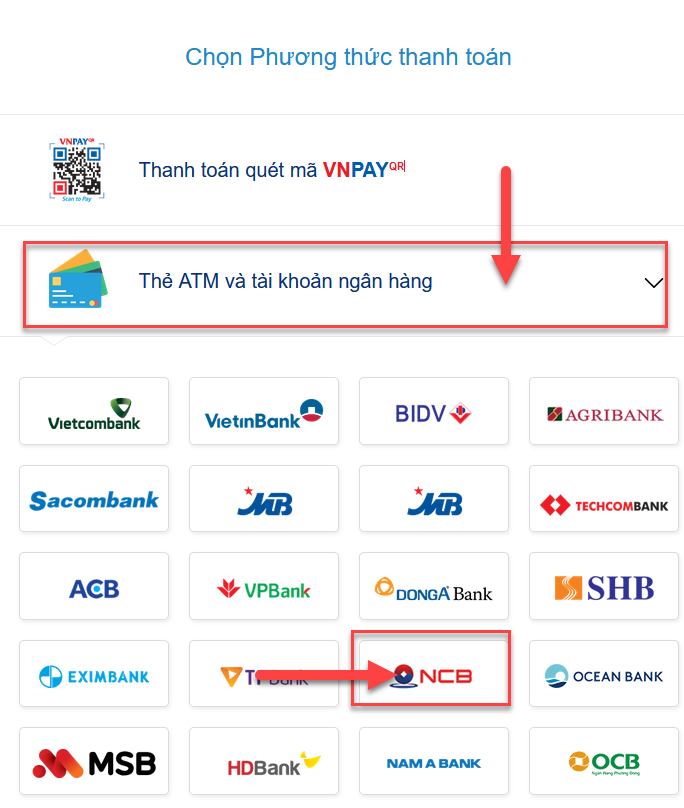 Chọn Phương thức thanh toán
VNPAYQR
Scan to Pay
Thanh toán quét mã VNPAYQR
Thẻ ATM và tài khoản ngân hàng
Vietcombank VietinBank BIDV AGRIBANK
Sacombank MB MB TECHCOMBANK
ACB VPBank DONGA Bank SHB
EXIMBANK NCB OCEAN BANK
MSB HDBank NAM A BANK OCB
Ngân Hàng Phương Đông